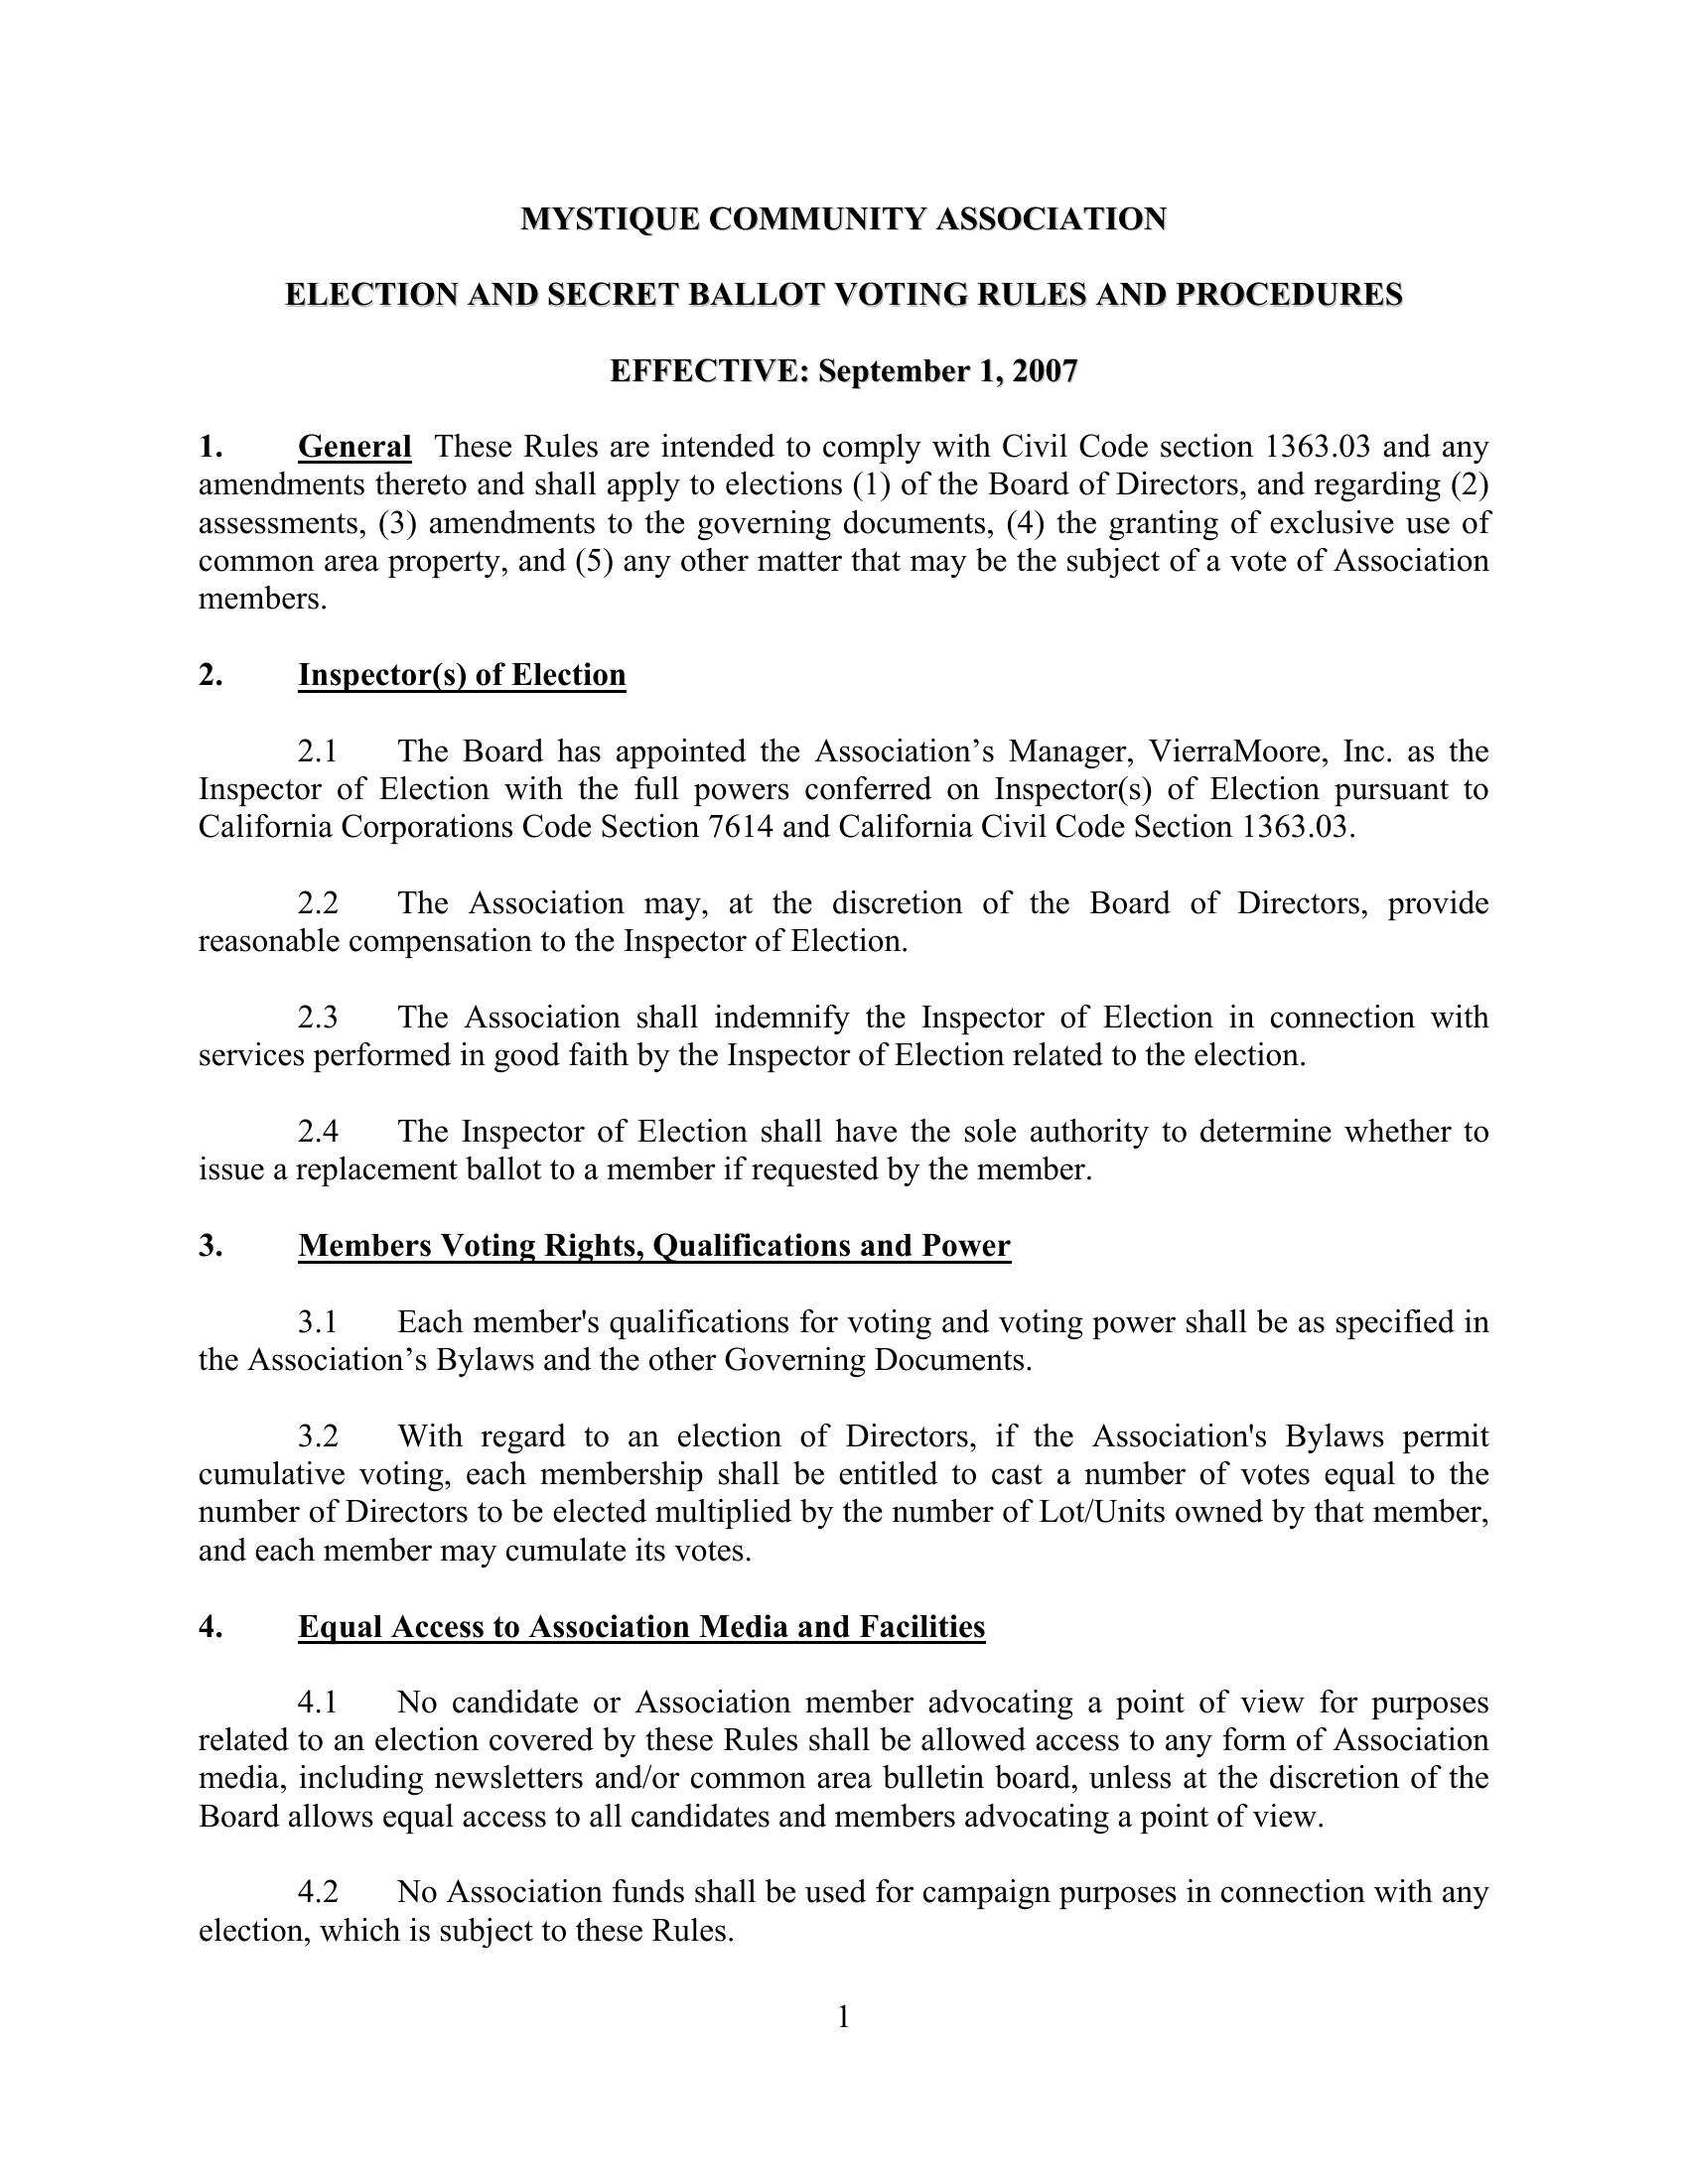 MYSTIQUE COMMUNITY ASSOCIATION
ELECTION AND SECRET BALLOT VOTING RULES AND PROCEDURES
EFFECTIVE: September 1, 2007
1. General These Rules are intended to comply with Civil Code section 1363.03 and any
amendments thereto and shall apply to elections (1) of the Board of Directors, and regarding (2)
assessments, (3) amendments to the governing documents, (4) the granting of exclusive use of
common area property, and (5) any other matter that may be the subject of a vote of Association
members.
2. Inspector(s) of Election
2.1 The Board has appointed the Association’s Manager, VierraMoore, Inc. as the
Inspector of Election with the full powers conferred on Inspector(s) of Election pursuant to
California Corporations Code Section 7614 and California Civil Code Section 1363.03.
2.2 The Association may, at the discretion of the Board of Directors, provide
reasonable compensation to the Inspector of Election.
2.3 The Association shall indemnify the Inspector of Election in connection with
services performed in good faith by the Inspector of Election related to the election.
2.4 The Inspector of Election shall have the sole authority to determine whether to
issue a replacement ballot to a member if requested by the member.
3. Members Voting Rights, Qualifications and Power
3.1 Each member's qualifications for voting and voting power shall be as specified in
the Association’s Bylaws and the other Governing Documents.
3.2 With regard to an election of Directors, if the Association's Bylaws permit
cumulative voting, each membership shall be entitled to cast a number of votes equal to the
number of Directors to be elected multiplied by the number of Lot/Units owned by that member,
and each member may cumulate its votes.
4. Equal Access to Association Media and Facilities
4.1 No candidate or Association member advocating a point of view for purposes
related to an election covered by these Rules shall be allowed access to any form of Association
media, including newsletters and/or common area bulletin board, unless at the discretion of the
Board allows equal access to all candidates and members advocating a point of view.
4.2 No Association funds shall be used for campaign purposes in connection with any
election, which is subject to these Rules.
1